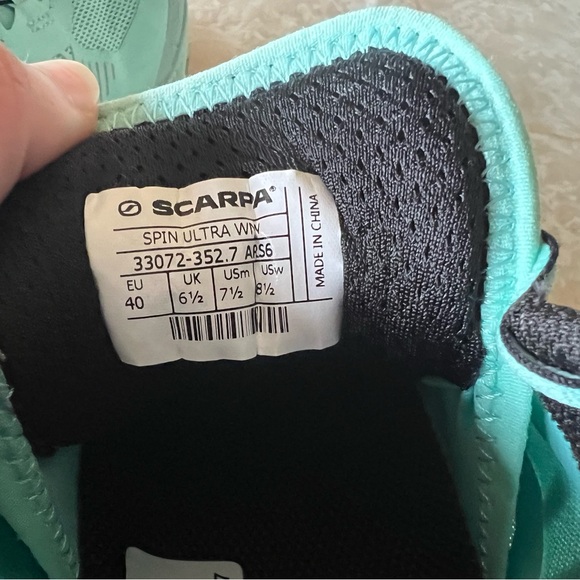 SCARPA
SPIN ULTRA WN
33072-352.7 ARS6
EU UK USm USw
40 6½ 7½ 8½
MADE IN CHINA